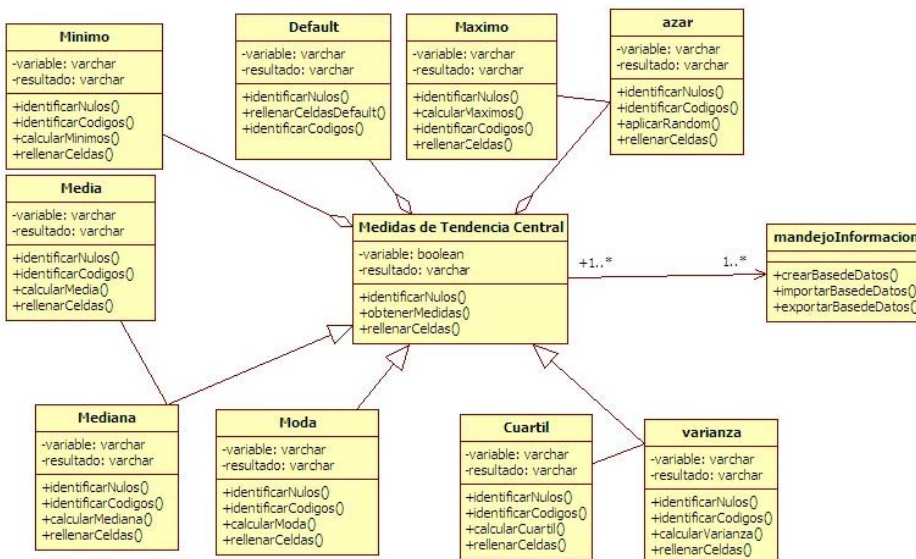 Minimo
-variable: varchar
-resultado: varchar
+identificarNulos()
+identificarCodigos()
+calcularMinimos()
+rellenarCeldas()
Default
-variable: varchar
-resultado: varchar
+identificarNulos()
+rellenarCeldasDefault()
+identificarCodigos()
Maximo
-variable: varchar
-resultado: varchar
+identificarNulos()
+calcularMaximos()
+identificarCodigos()
+rellenarCeldas()
azar
-variable: varchar
-resultado: varchar
+identificarNulos()
+identificarCodigos()
+aplicarRandom()
+rellenarCeldas()
Media
-variable: varchar
-resultado: varchar
+identificarNulos()
+identificarCodigos()
+calcularMedia()
+rellenarCeldas()
Medidas de Tendencia Central
-variable: boolean
-resultado: varchar
+identificarNulos()
+obtenerMedidas()
+rellenarCeldas()
+1..*
1..*
mandejoInformacion
+crearBasedeDatos()
+importarBasedeDatos()
+exportarBasedeDatos()
Mediana
-variable: varchar
-resultado: varchar
+identificarNulos()
+identificarCodigos()
+calcularMediana()
+rellenarCeldas()
Moda
-variable: varchar
-resultado: varchar
+identificarNulos()
+identificarCodigos()
+calcularModa()
+rellenarCeldas()
Cuartil
-variable: varchar
-resultado: varchar
+identificarNulos()
+identificarCodigos()
+calcularCuartil()
+rellenarCeldas()
varianza
-variable: varchar
-resultado: varchar
+identificarNulos()
+identificarCodigos()
+calcularVarianza()
+rellenarCeldas()